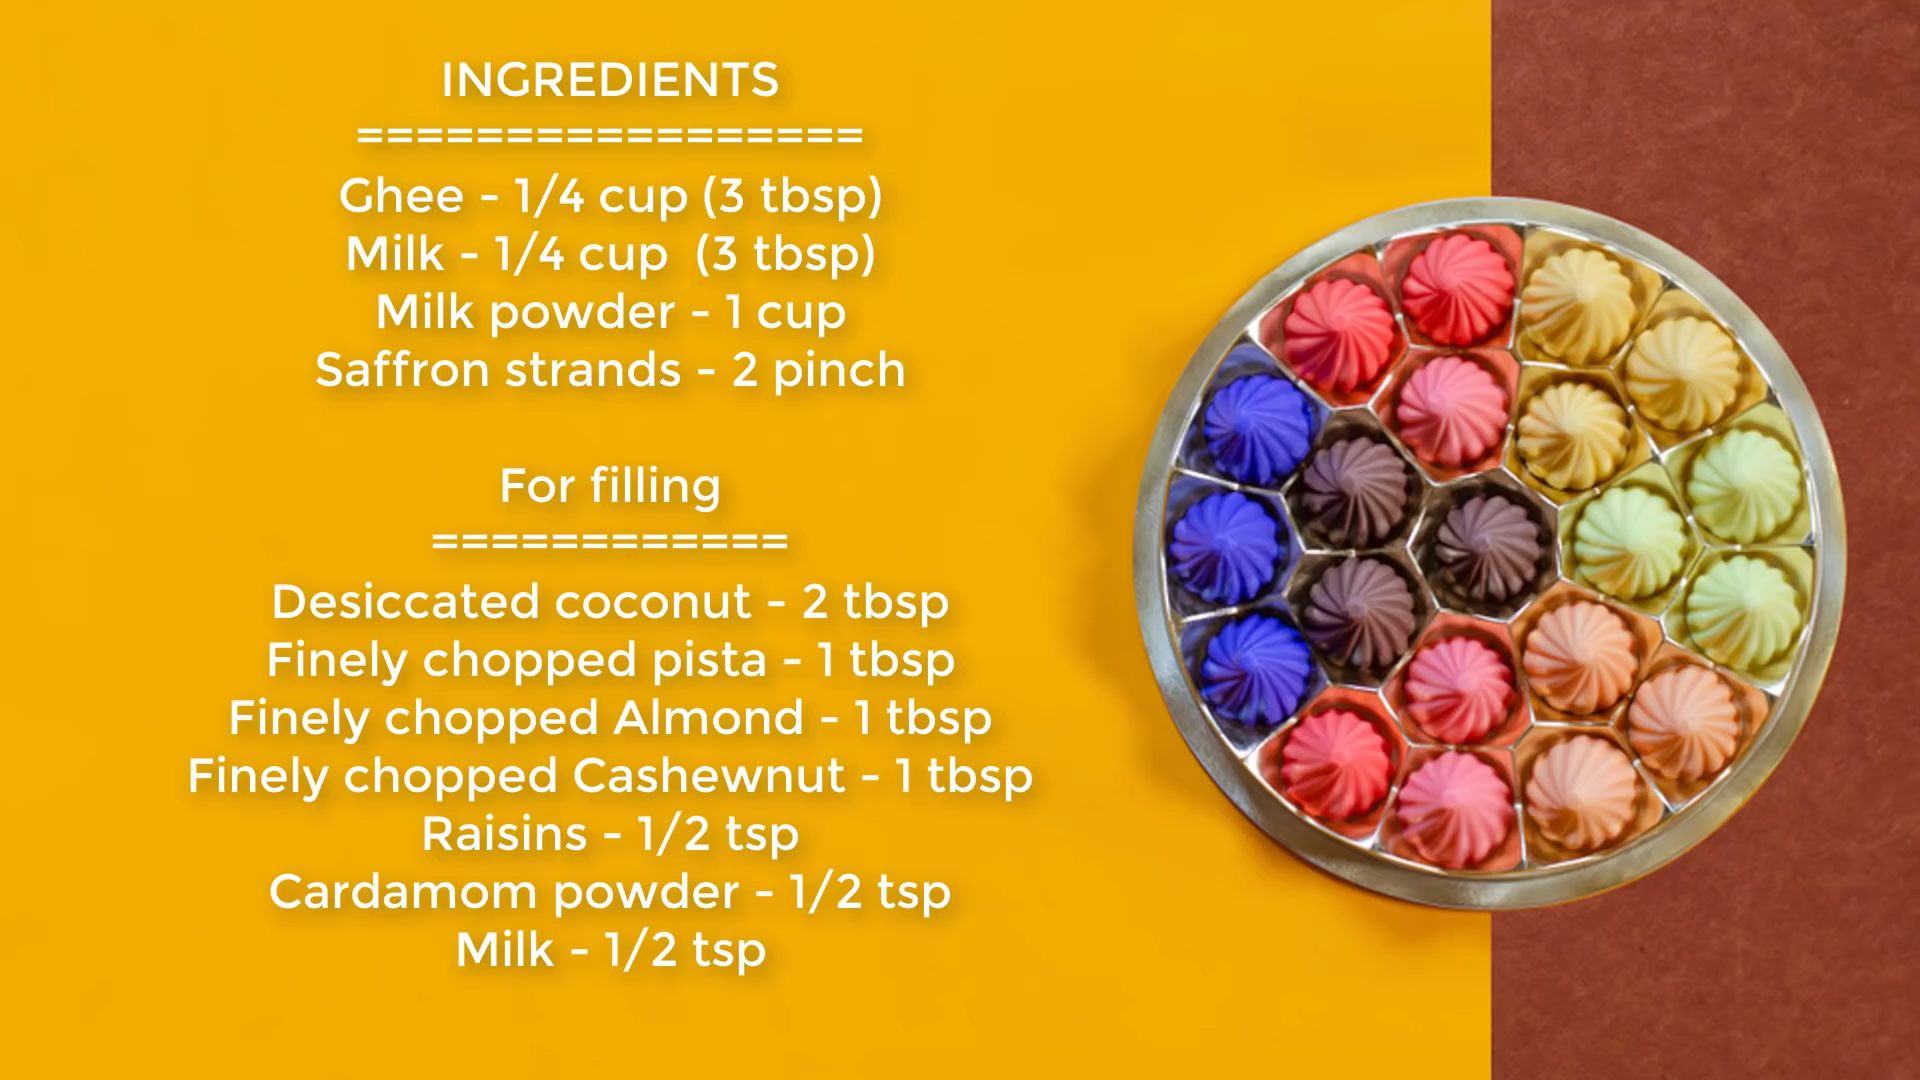 INGREDIENTS
=================
Ghee - 1/4 cup (3 tbsp)
Milk - 1/4 cup  (3 tbsp)
Milk powder - 1 cup
Saffron strands - 2 pinch
For filling
============
Desiccated coconut - 2 tbsp
Finely chopped pista - 1 tbsp
Finely chopped Almond - 1 tbsp
Finely chopped Cashewnut - 1 tbsp
Raisins - 1/2 tsp
Cardamom powder - 1/2 tsp
Milk - 1/2 tsp